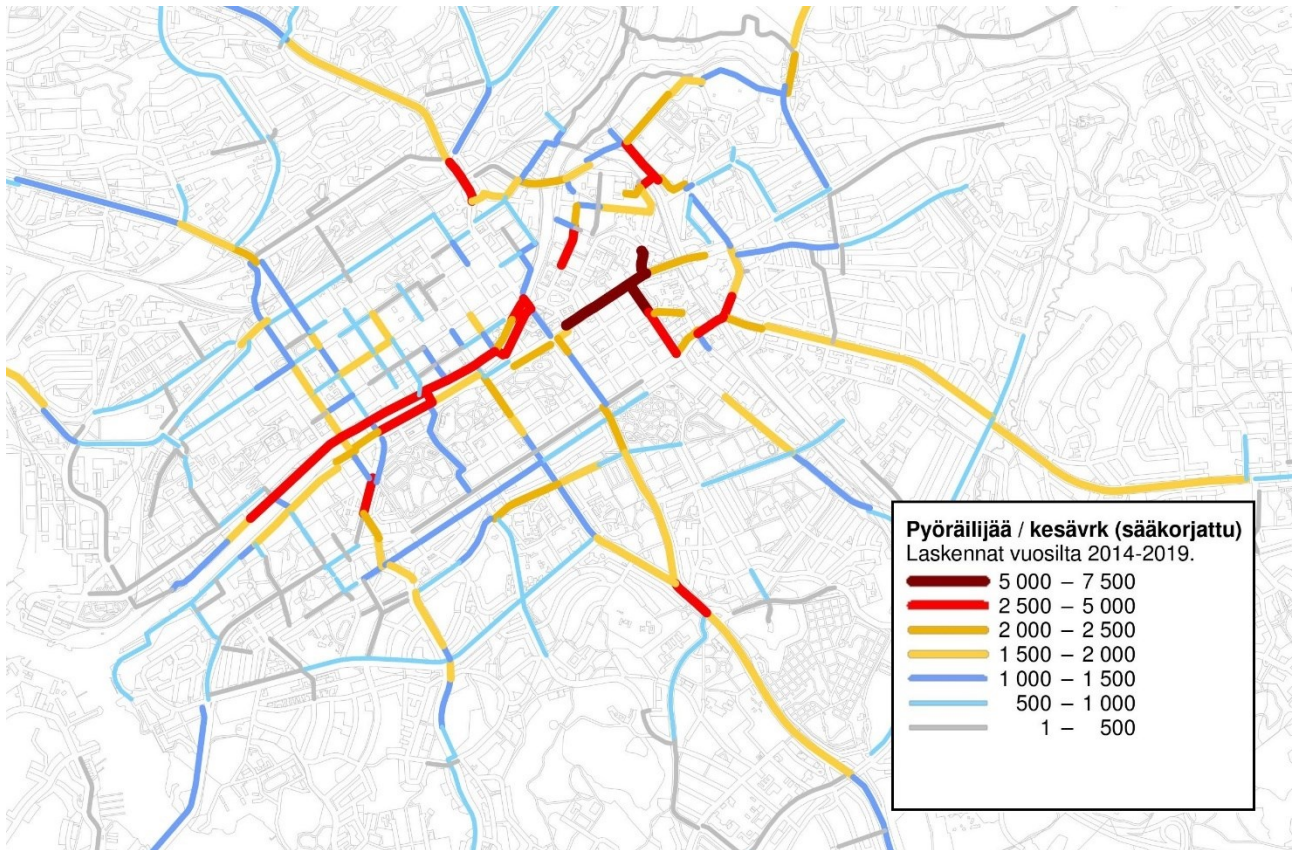 Pyöräilijää / kesävrk (sääkorjattu)
Laskennat vuosilta 2014-2019.
5 000 – 7 500
2 500 – 5 000
2 000 – 2 500
1 500 – 2 000
1 000 – 1 500
500 – 1 000
1 – 500